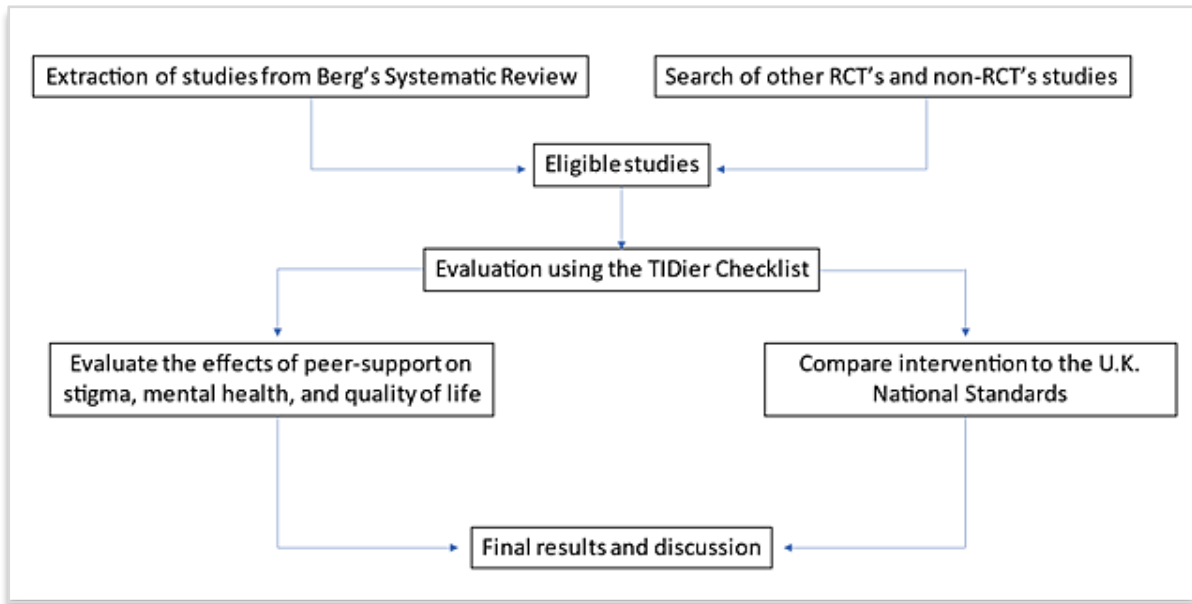 Extraction of studies from Berg's Systematic Review
Search of other RCT's and non-RCT's studies
Eligible studies
Evaluation using the TIDier Checklist
Evaluate the effects of peer-support on
stigma, mental health, and quality of life
Compare intervention to the U.K.
National Standards
Final results and discussion